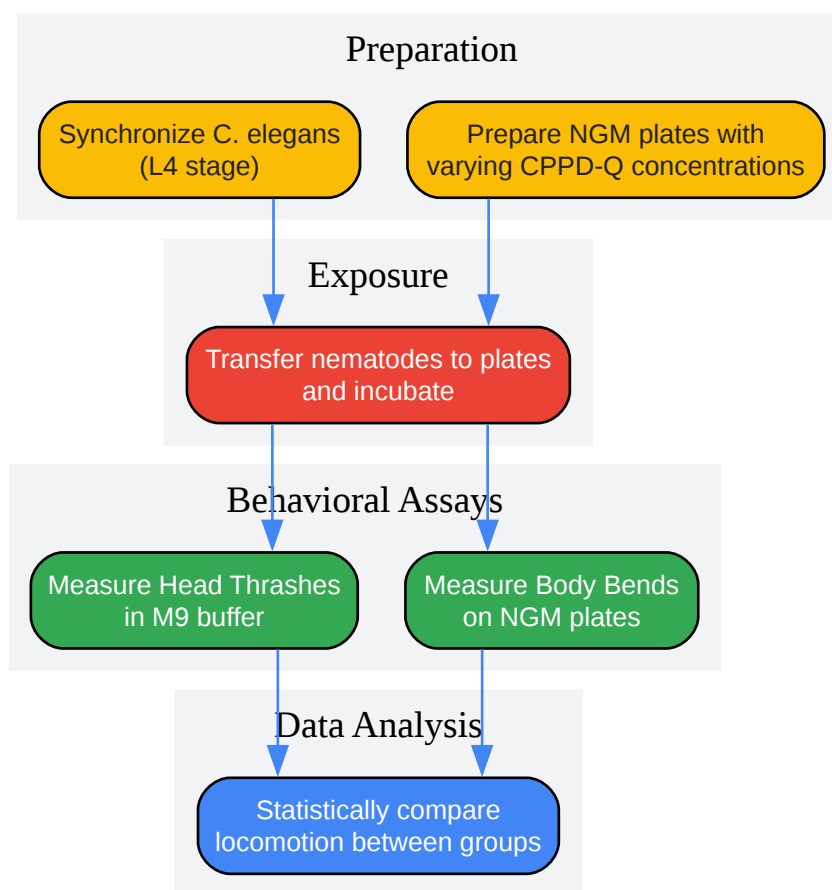 Preparation
Synchronize C. elegans
(L4 stage)
Prepare NGM plates with
varying CPPD-Q concentrations
Exposure
Transfer nematodes to plates
and incubate
Behavioral Assays
Measure Head Thrashes
in M9 buffer
Measure Body Bends
on NGM plates
Data Analysis
Statistically compare
locomotion between groups